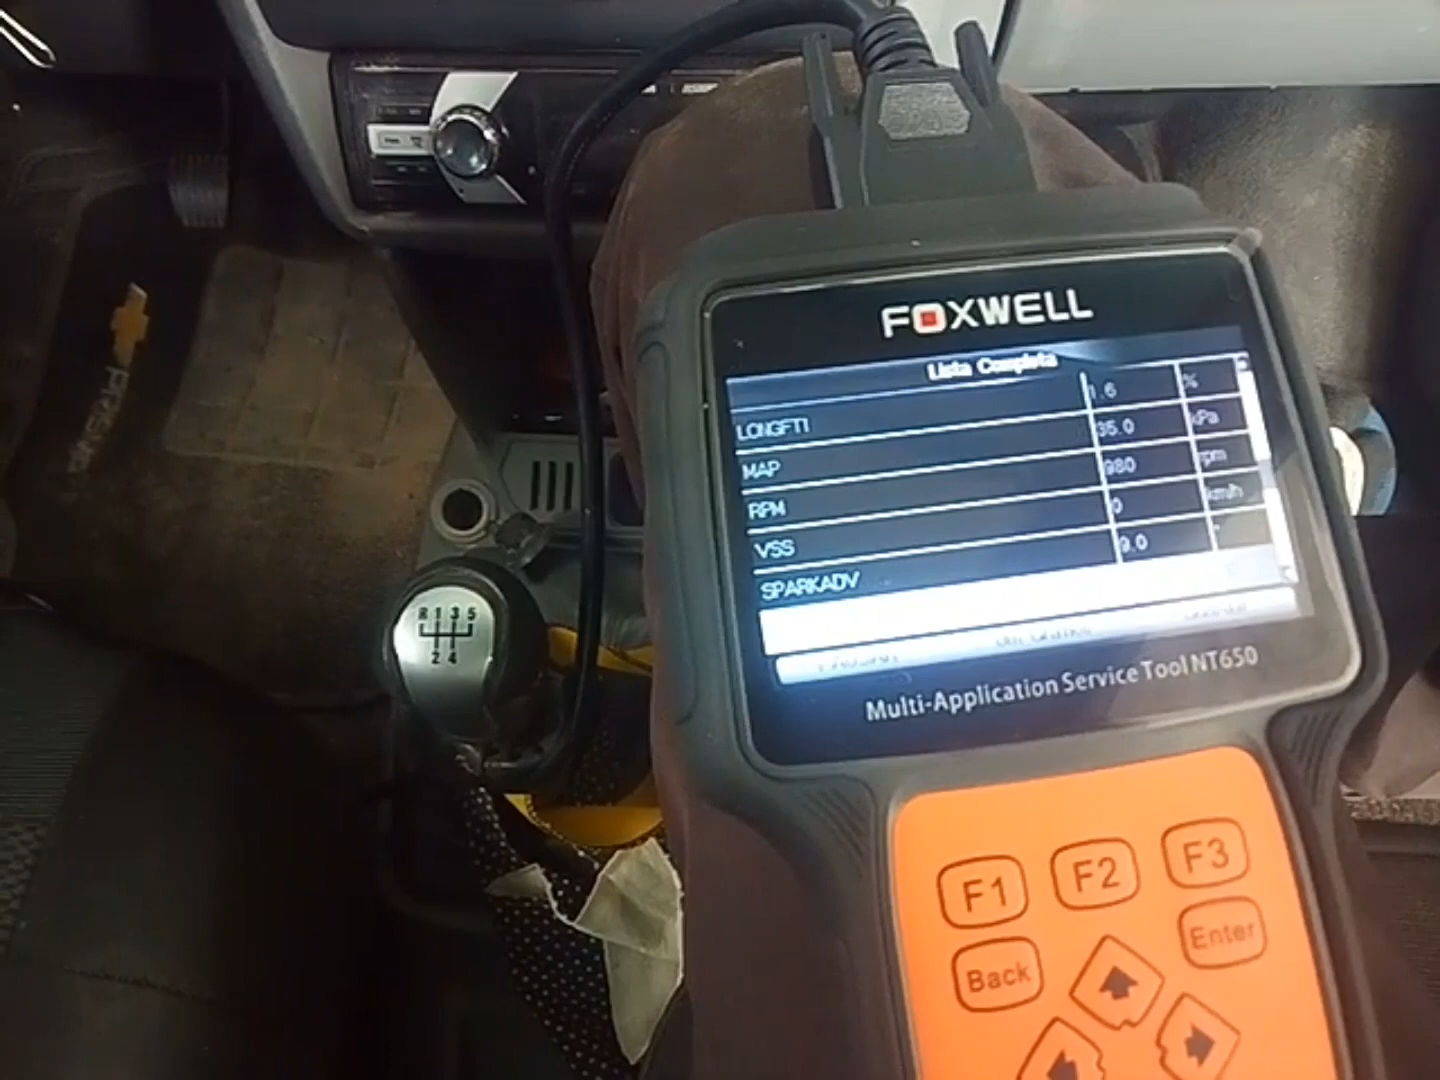 FOXWELL
Lista Completa
LONGFT1 1.6 %
MAP 35.0 kPa
RPM 980 rpm
VSS 0 km/h
SPARKADV 9.0 °
Multi-Application Service Tool NT650
F1 F2 F3
Back Enter
R 1 3 5
2 4